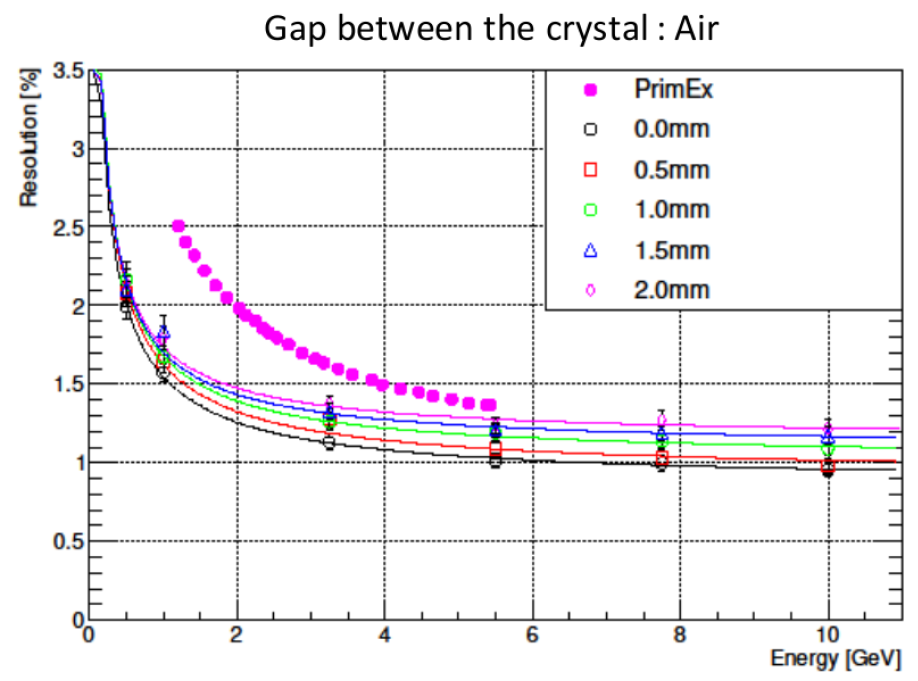 Gap between the crystal : Air
Resolution [%]
3.5
3
2.5
2
1.5
1
0.5
0
0 2 4 6 8 10
Energy [GeV]
PrimEx
0.0mm
0.5mm
1.0mm
1.5mm
2.0mm